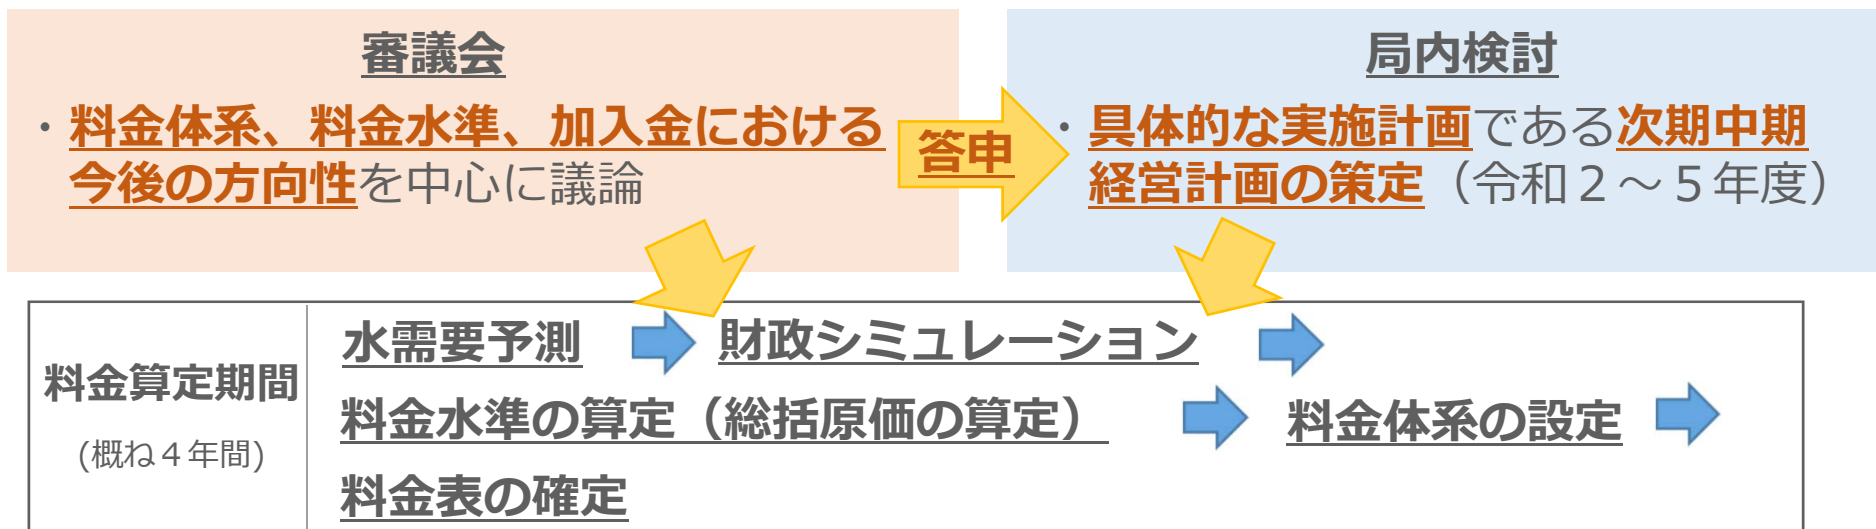 審議会
・料金体系、料金水準、加入金における
今後の方向性を中心に議論
答申
局内検討
・具体的な実施計画である次期中期
経営計画の策定（令和２～５年度）
料金算定期間
(概ね４年間)
水需要予測 財政シミュレーション
料金水準の算定（総括原価の算定） 料金体系の設定
料金表の確定